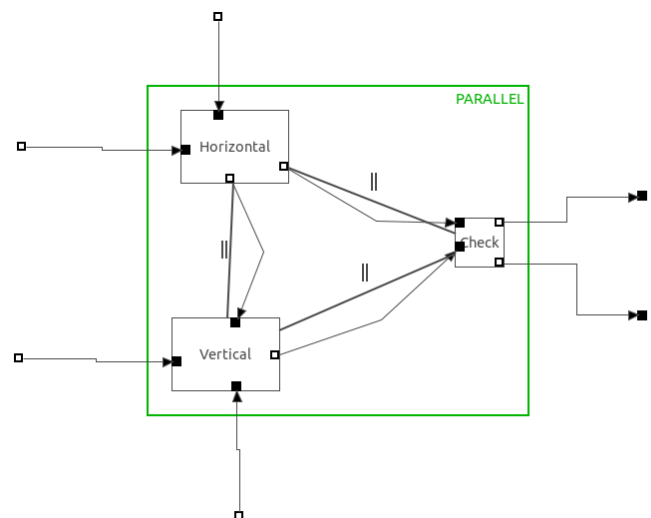 PARALLEL
Horizontal
||
Check
||
||
Vertical